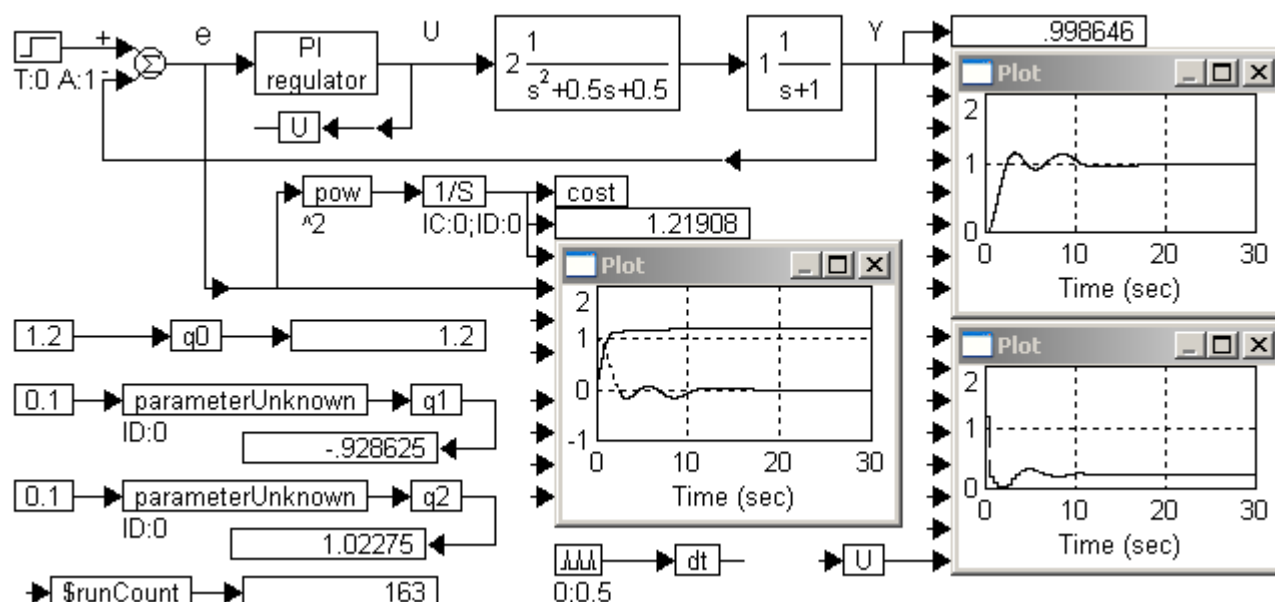 + e PI regulator U 2 1 1 1 Y .998646
T:0 A:1 - Σ s²+0.5s+0.5 s+1
Plot
U
2
1
0
0 10 20 30
Time (sec)
pow 1/S cost
^2 IC:0;ID:0 1.21908
Plot
2
1
0
-1
0 10 20 30
Time (sec)
1.2 q0 1.2
0.1 parameterUnknown q1
ID:0
-.928625
0.1 parameterUnknown q2
ID:0
1.02275
$runCount 163
Plot
2
1
0
0 10 20 30
Time (sec)
dt U
0:0.5